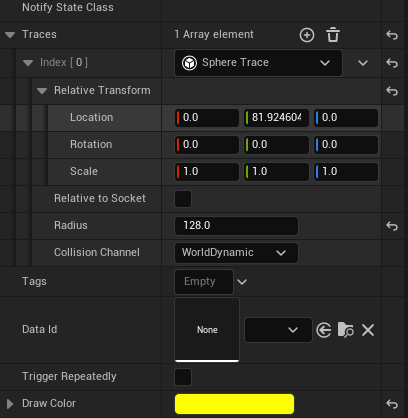 Notify State Class
Traces 1 Array element
Index [ 0 ] Sphere Trace
Relative Transform
Location 0.0 81.924604 0.0
Rotation 0.0 0.0 0.0
Scale 1.0 1.0 1.0
Relative to Socket
Radius 128.0
Collision Channel WorldDynamic
Tags Empty
Data Id None
Trigger Repeatedly
Draw Color